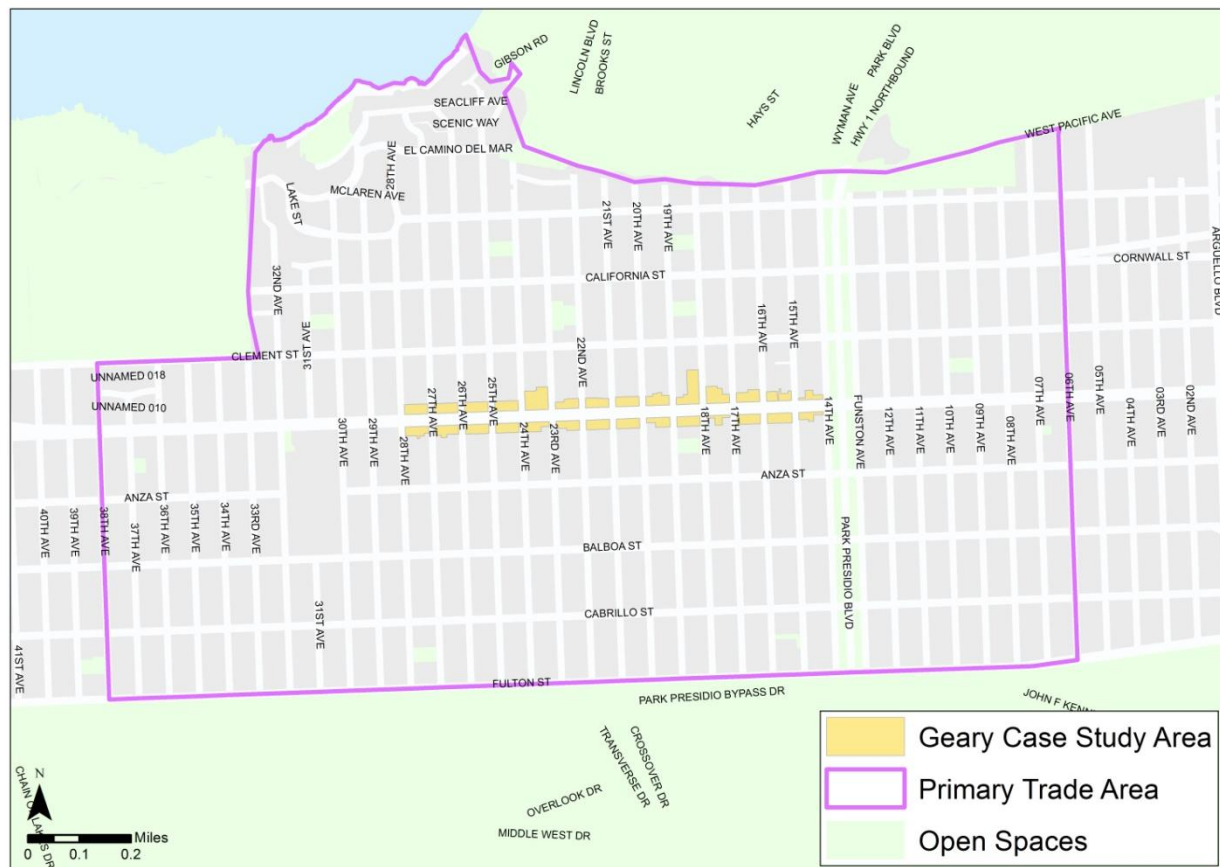 GIBSON RD
LINCOLN BLVD
BROOKS ST
HAYS ST
WYMAN AVE
PARK BLVD
HWY 1 NORTHBOUND
WEST PACIFIC AVE
SEACLIFF AVE
SCENIC WAY
EL CAMINO DEL MAR
28TH AVE
MCLAREN AVE
LAKE ST
21ST AVE
20TH AVE
19TH AVE
ARGUELLO BLVD
CORNWALL ST
CALIFORNIA ST
32ND AVE
31ST AVE
16TH AVE
15TH AVE
CLEMENT ST
22ND AVE
UNNAMED 018
UNNAMED 010
27TH AVE
26TH AVE
25TH AVE
24TH AVE
23RD AVE
30TH AVE
29TH AVE
28TH AVE
18TH AVE
17TH AVE
14TH AVE
FUNSTON AVE
12TH AVE
11TH AVE
10TH AVE
09TH AVE
08TH AVE
07TH AVE
06TH AVE
05TH AVE
04TH AVE
03RD AVE
02ND AVE
ANZA ST
ANZA ST
40TH AVE
39TH AVE
38TH AVE
37TH AVE
36TH AVE
35TH AVE
34TH AVE
33RD AVE
BALBOA ST
PARK PRESIDIO BLVD
CABRILLO ST
31ST AVE
41ST AVE
FULTON ST
PARK PRESIDIO BYPASS DR
JOHN F KENN
CROSSOVER DR
TRANSVERSE DR
OVERLOOK DR
MIDDLE WEST DR
CHAIN OF LAKES DR
N
Miles
0 0.1 0.2
Geary Case Study Area
Primary Trade Area
Open Spaces